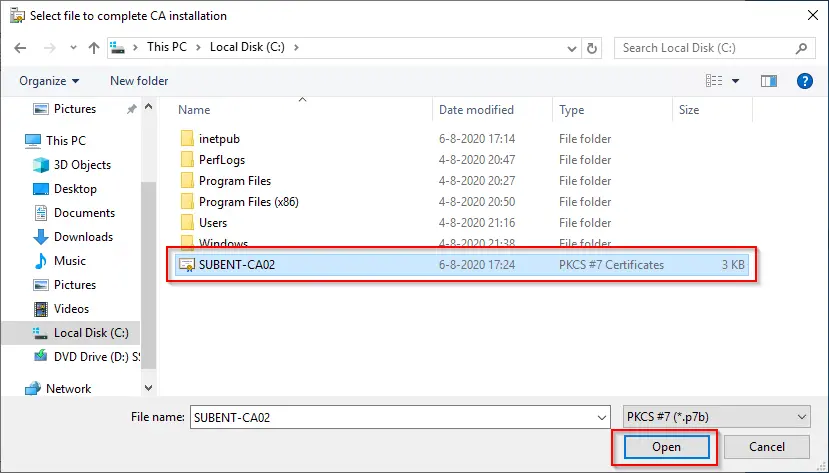 Select file to complete CA installation
This PC > Local Disk (C:) >
Search Local Disk (C:)
Organize
New folder
Name Date modified Type Size
Pictures
This PC
3D Objects
Desktop
Documents
Downloads
Music
Pictures
Videos
Local Disk (C:)
DVD Drive (D:) SS
Network
inetpub 6-8-2020 17:14 File folder
PerfLogs 4-8-2020 20:47 File folder
Program Files 4-8-2020 20:27 File folder
Program Files (x86) 4-8-2020 20:50 File folder
Users 4-8-2020 21:16 File folder
Windows 4-8-2020 21:38 File folder
SUBENT-CA02 6-8-2020 17:24 PKCS #7 Certificates 3 KB
File name: SUBENT-CA02
PKCS #7 (*.p7b)
Open
Cancel